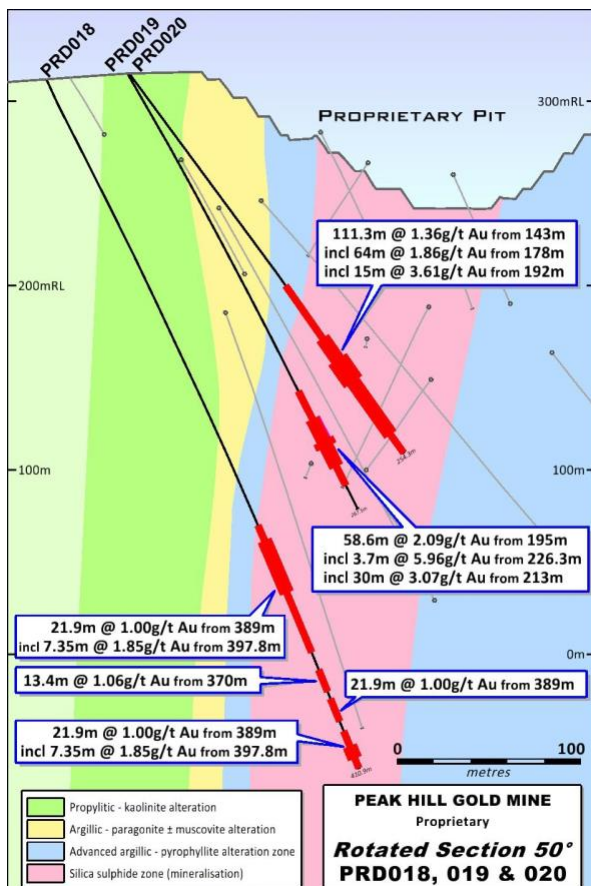 PRD018
PRD019
PRD020
PROPRIETARY PIT
300mRL
111.3m @ 1.36g/t Au from 143m
incl 64m @ 1.86g/t Au from 178m
incl 15m @ 3.61g/t Au from 192m
200mRL
254.3m
100m
100m
58.6m @ 2.09g/t Au from 195m
incl 3.7m @ 5.96g/t Au from 226.3m
incl 30m @ 3.07g/t Au from 213m
21.9m @ 1.00g/t Au from 389m
incl 7.35m @ 1.85g/t Au from 397.8m
0m
13.4m @ 1.06g/t Au from 370m
21.9m @ 1.00g/t Au from 389m
21.9m @ 1.00g/t Au from 389m
incl 7.35m @ 1.85g/t Au from 397.8m
0 100
metres
Propylitic - kaolinite alteration
Argillic - paragonite ± muscovite alteration
Advanced argillic - pyrophyllite alteration zone
Silica sulphide zone (mineralisation)
PEAK HILL GOLD MINE
Proprietary
Rotated Section 50°
PRD018, 019 & 020